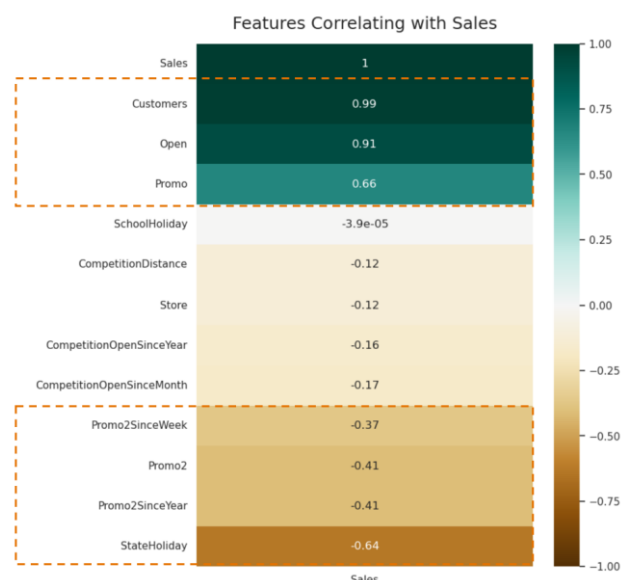 Features Correlating with Sales
Sales 1
Customers 0.99
Open 0.91
Promo 0.66
SchoolHoliday -3.9e-05
CompetitionDistance -0.12
Store -0.12
CompetitionOpenSinceYear -0.16
CompetitionOpenSinceMonth -0.17
Promo2SinceWeek -0.37
Promo2 -0.41
Promo2SinceYear -0.41
StateHoliday -0.64
Sales
1.00
0.75
0.50
0.25
0.00
−0.25
−0.50
−0.75
−1.00